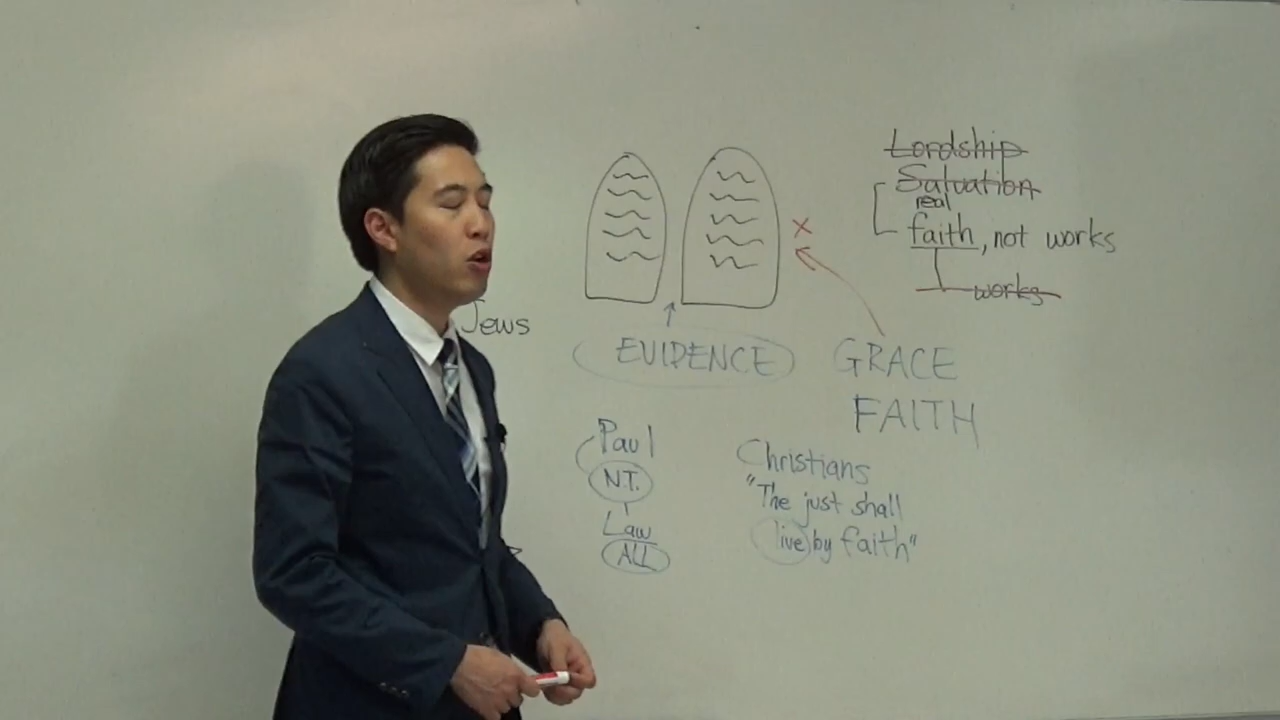 Lordship
Salvation
real
faith, not works
works
Jews
EVIDENCE
GRACE
FAITH
Paul
N.T.
Law
ALL
Christians
"The just shall
live by faith"